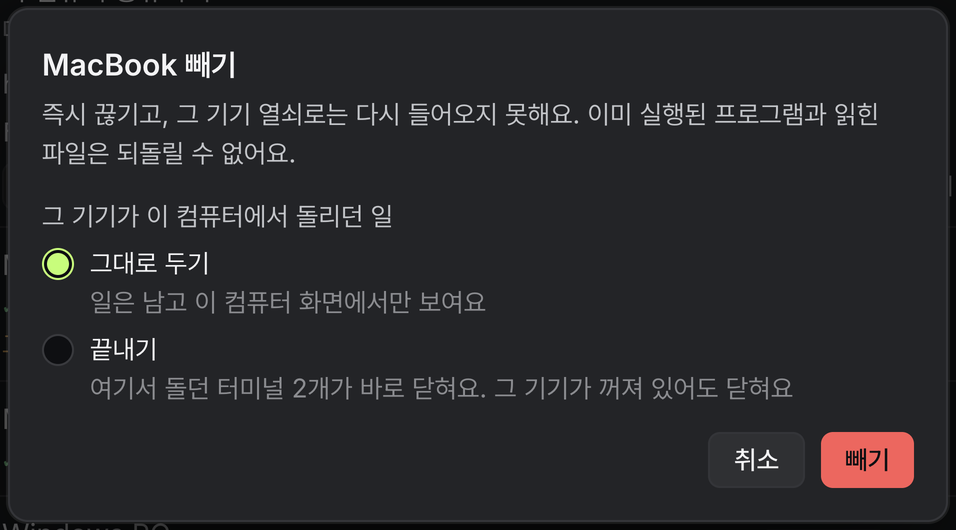 MacBook 빼기
즉시 끊기고, 그 기기 열쇠로는 다시 들어오지 못해요. 이미 실행된 프로그램과 읽힌
파일은 되돌릴 수 없어요.
그 기기가 이 컴퓨터에서 돌리던 일
그대로 두기
일은 남고 이 컴퓨터 화면에서만 보여요
끝내기
여기서 돌던 터미널 2개가 바로 닫혀요. 그 기기가 꺼져 있어도 닫혀요
취소
빼기